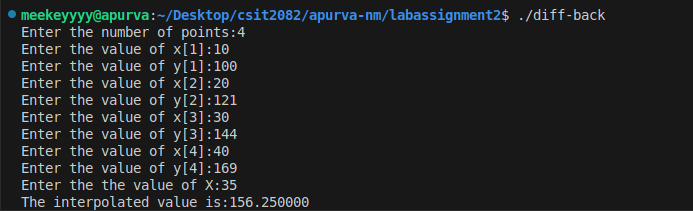 meekeyyyy@apurva:~/Desktop/csit2082/apurva-nm/labassignment2$ ./diff-back
Enter the number of points:4
Enter the value of x[1]:10
Enter the value of y[1]:100
Enter the value of x[2]:20
Enter the value of y[2]:121
Enter the value of x[3]:30
Enter the value of y[3]:144
Enter the value of x[4]:40
Enter the value of y[4]:169
Enter the the value of X:35
The interpolated value is:156.250000